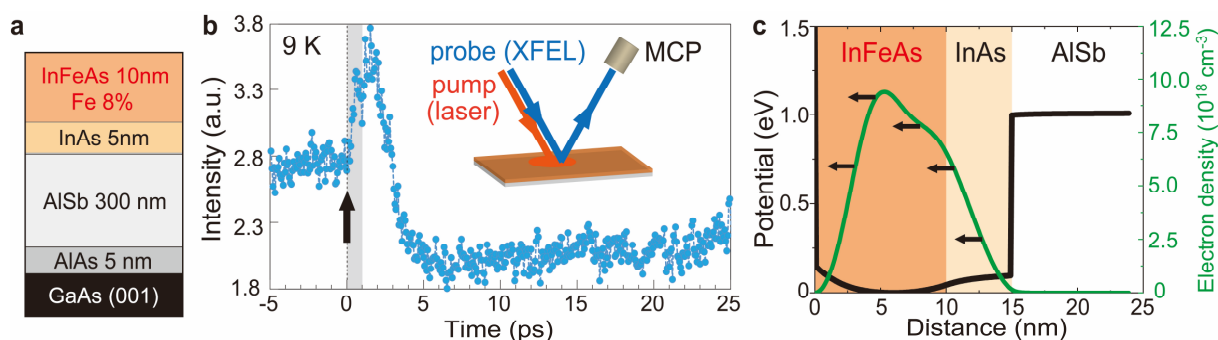 a
InFeAs 10nm
Fe 8%
InAs 5nm
AlSb 300 nm
AlAs 5 nm
GaAs (001)
b
9 K
probe (XFEL)
pump
(laser)
MCP
Intensity (a.u.)
3.8
3.3
2.8
2.3
1.8
-5 0 5 10 15 20 25
Time (ps)
c
InFeAs InAs AlSb
Potential (eV)
1.5
1.0
0.5
0.0
0 5 10 15 20
Distance (nm)
12.5
10.0
7.5
5.0
2.5
0
Electron density (10¹⁸ cm⁻³)